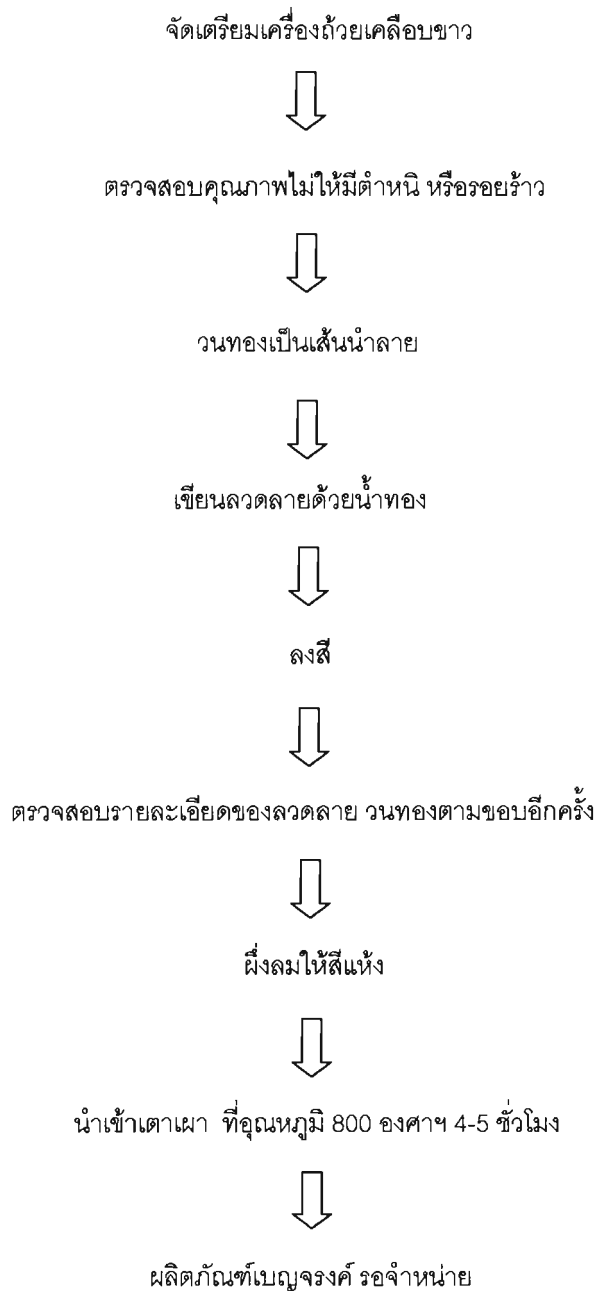 จัดเตรียมเครื่องถ้วยเคลือบขาว
ตรวจสอบคุณภาพไม่ให้มีตำหนิ หรือรอยร้าว
วนทองเป็นเส้นนำลาย
เขียนลวดลายด้วยน้ำทอง
ลงสี
ตรวจสอบรายละเอียดของลวดลาย วนทองตามขอบอีกครั้ง
ผึ่งลมให้สีแห้ง
นำเข้าเตาเผา ที่อุณหภูมิ 800 องศาฯ 4-5 ชั่วโมง
ผลิตภัณฑ์เบญจรงค์ รอจำหน่าย